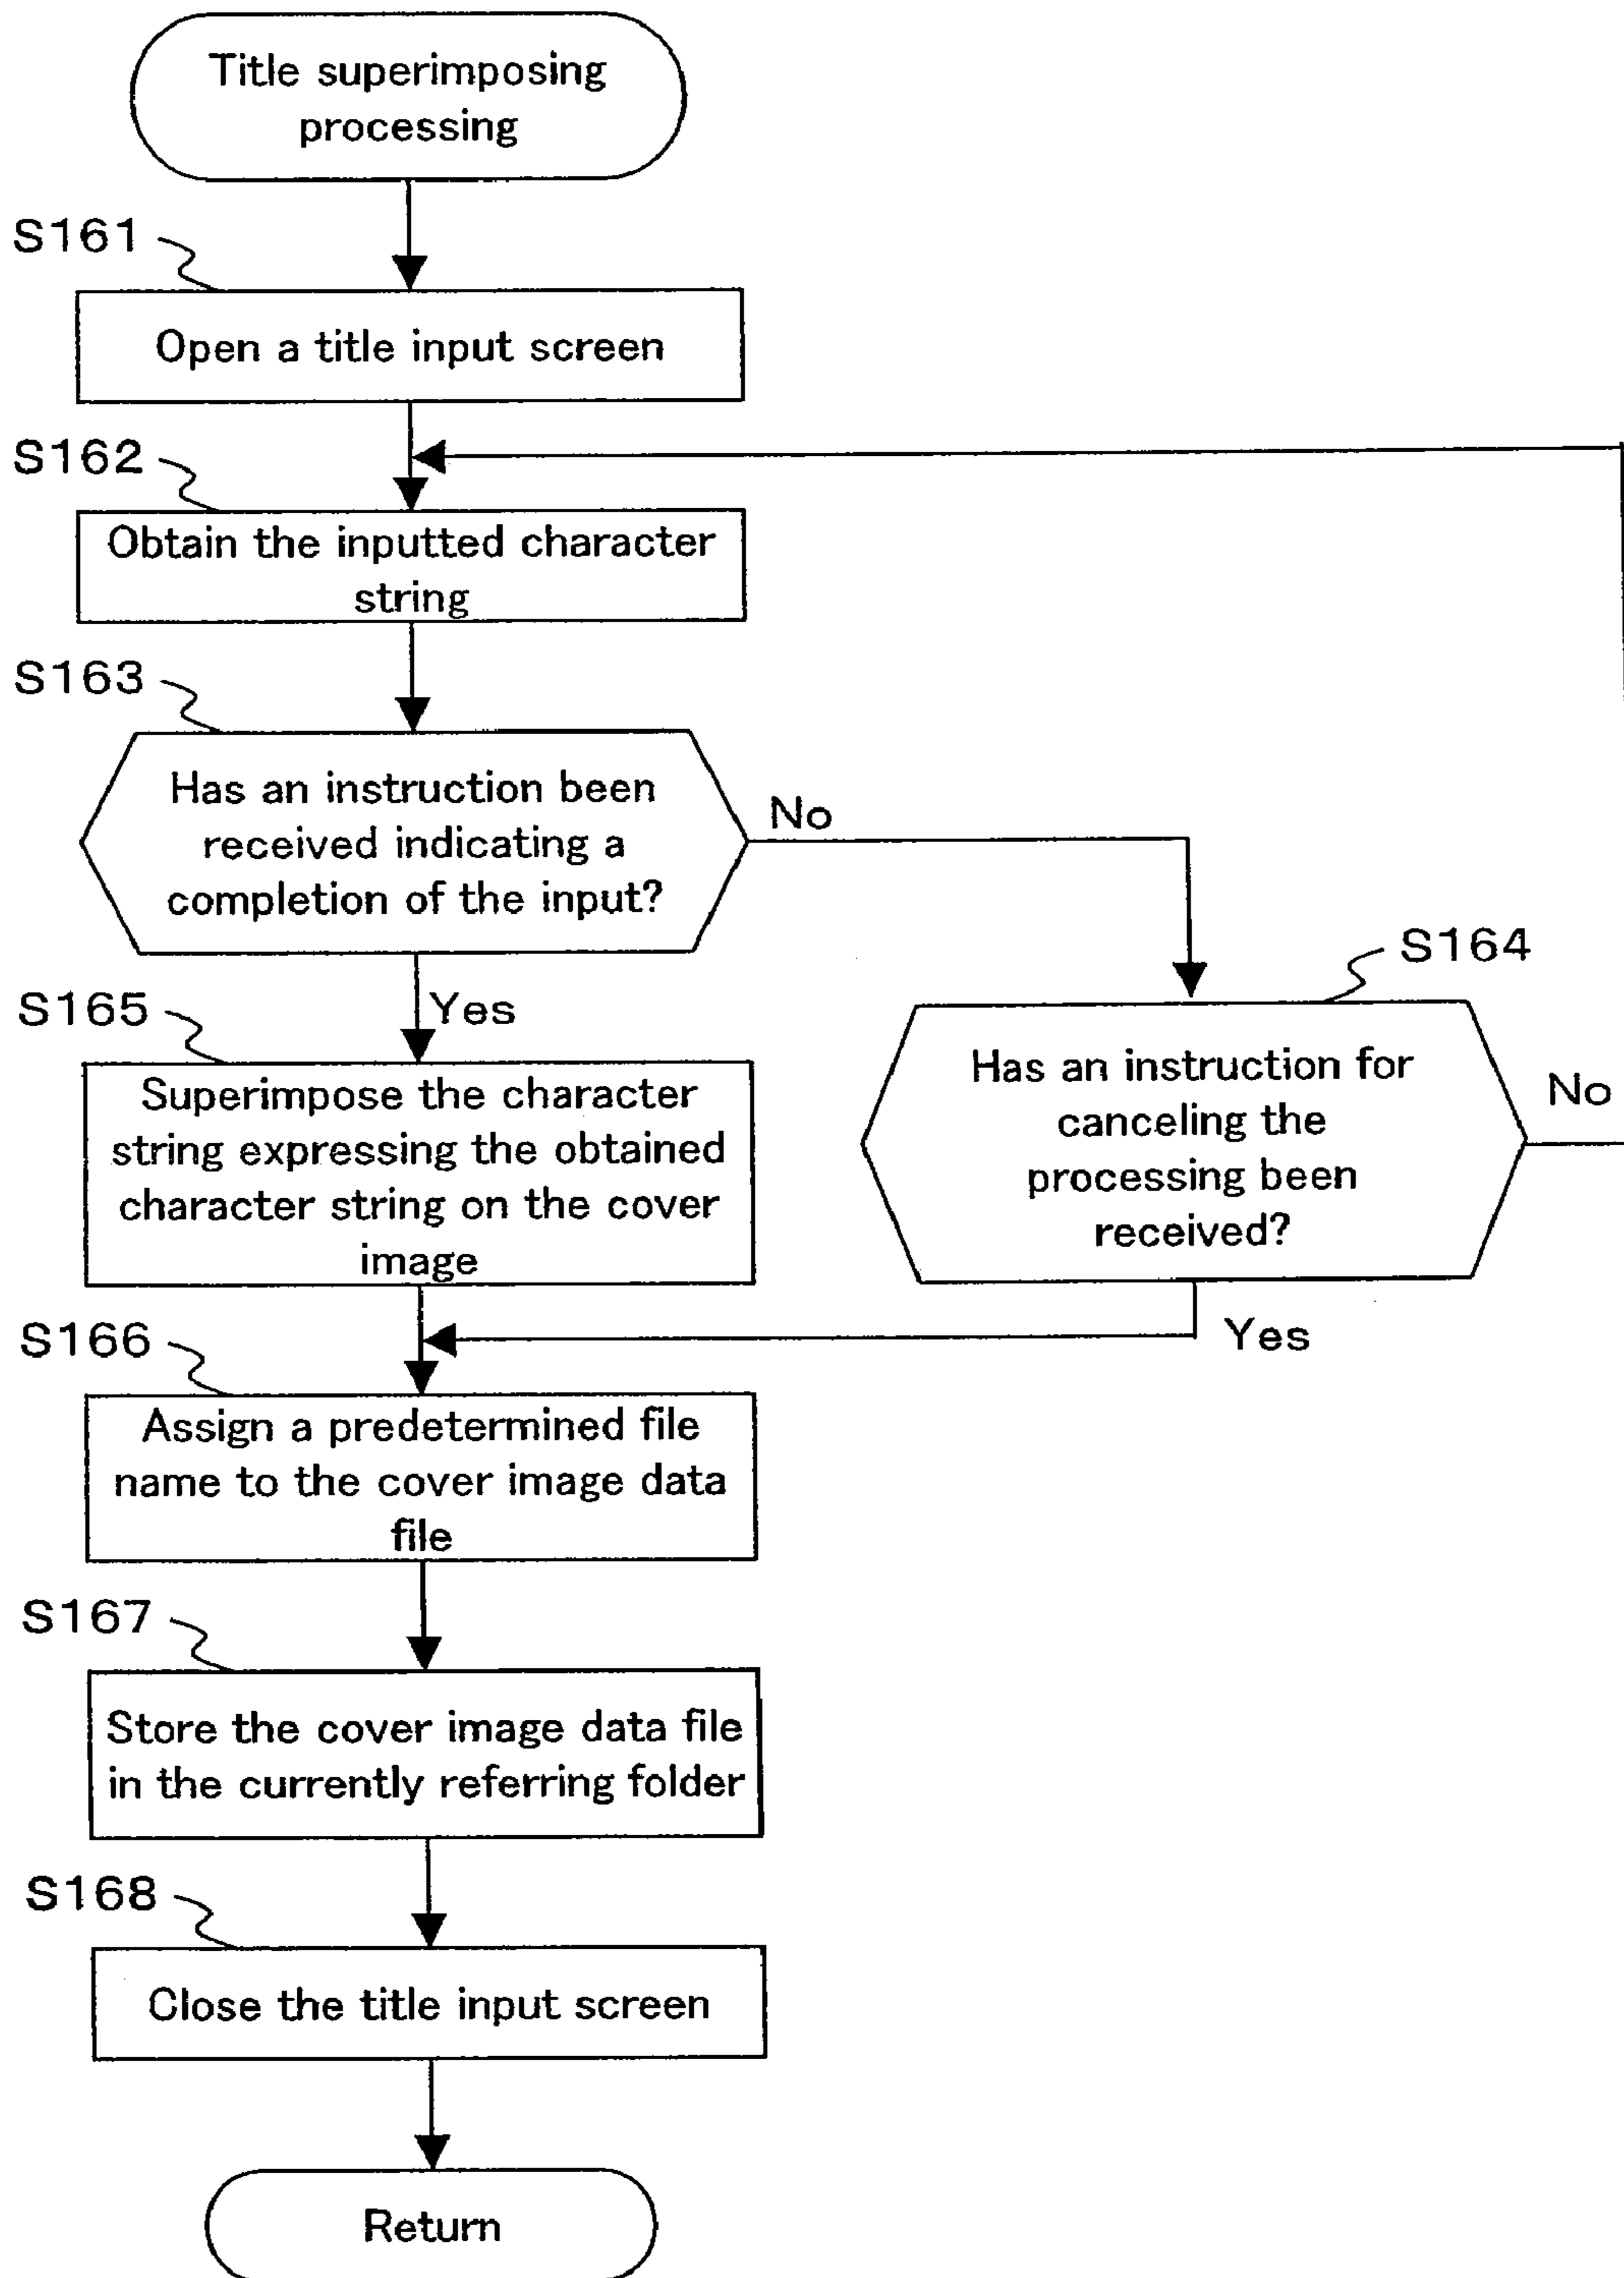 Title superimposing
processing
S161
Open a title input screen
S162
Obtain the inputted character
string
S163
Has an instruction been
received indicating a
completion of the input?
No
S164
Has an instruction for
canceling the
processing been
received?
No
Yes
S165
Yes
Superimpose the character
string expressing the obtained
character string on the cover
image
S166
Assign a predetermined file
name to the cover image data
file
S167
Store the cover image data file
in the currently referring folder
S168
Close the title input screen
Return